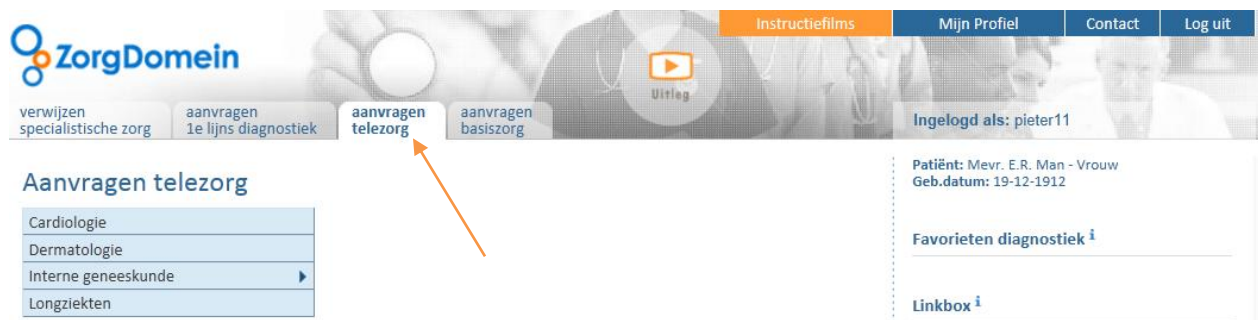 Instructiefilms
Mijn Profiel
Contact
Log uit
ZorgDomein
Uitleg
verwijzen
specialistische zorg
aanvragen
1e lijns diagnostiek
aanvragen
telezorg
aanvragen
basiszorg
Ingelogd als: pieter11
Aanvragen telezorg
Cardiologie
Dermatologie
Interne geneeskunde
Longziekten
Patiënt: Mevr. E.R. Man - Vrouw
Geb.datum: 19-12-1912
Favorieten diagnostiek i
Linkbox i